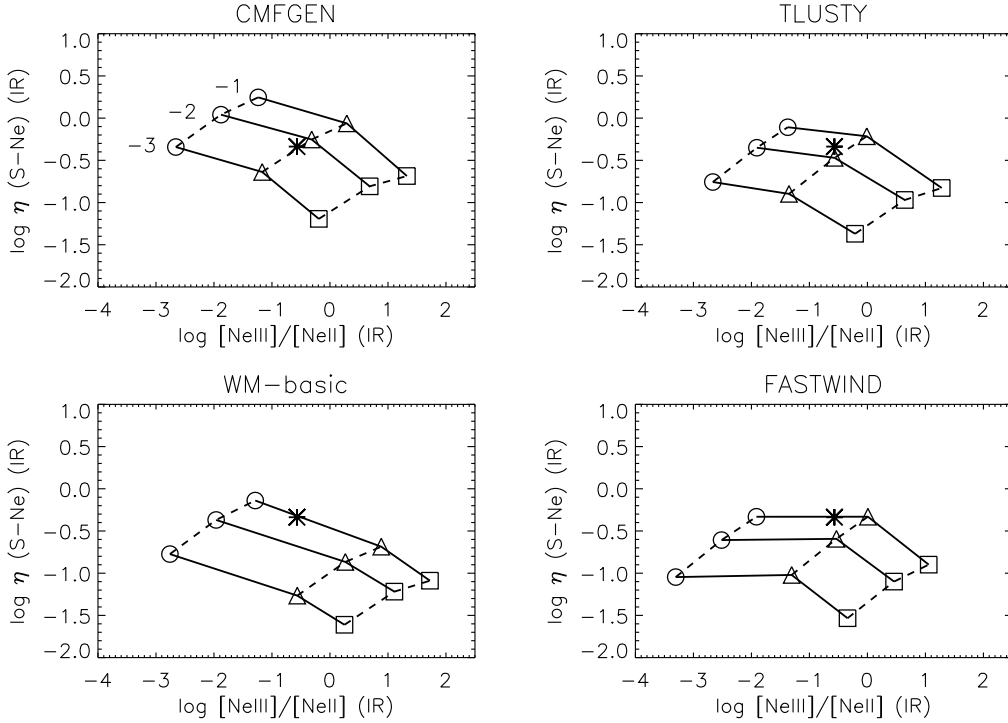 CMFGEN
1.0
0.5
0.0
−0.5
−1.0
−1.5
−2.0
log η (S−Ne) (IR)
−1
−2
−3
−4 −3 −2 −1 0 1 2
log [NeIII]/[NeII] (IR)
TLUSTY
1.0
0.5
0.0
−0.5
−1.0
−1.5
−2.0
log η (S−Ne) (IR)
−4 −3 −2 −1 0 1 2
log [NeIII]/[NeII] (IR)
WM−basic
1.0
0.5
0.0
−0.5
−1.0
−1.5
−2.0
log η (S−Ne) (IR)
−4 −3 −2 −1 0 1 2
log [NeIII]/[NeII] (IR)
FASTWIND
1.0
0.5
0.0
−0.5
−1.0
−1.5
−2.0
log η (S−Ne) (IR)
−4 −3 −2 −1 0 1 2
log [NeIII]/[NeII] (IR)